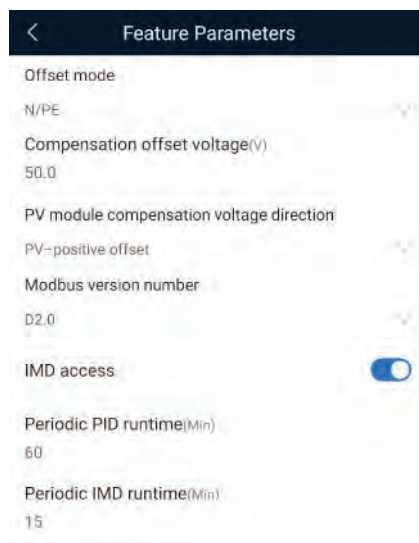 Feature Parameters
Offset mode
N/PE
Compensation offset voltage(V)
50.0
PV module compensation voltage direction
PV-positive offset
Modbus version number
D2.0
IMD access
Periodic PID runtime(Min)
60
Periodic IMD runtime(Min)
15